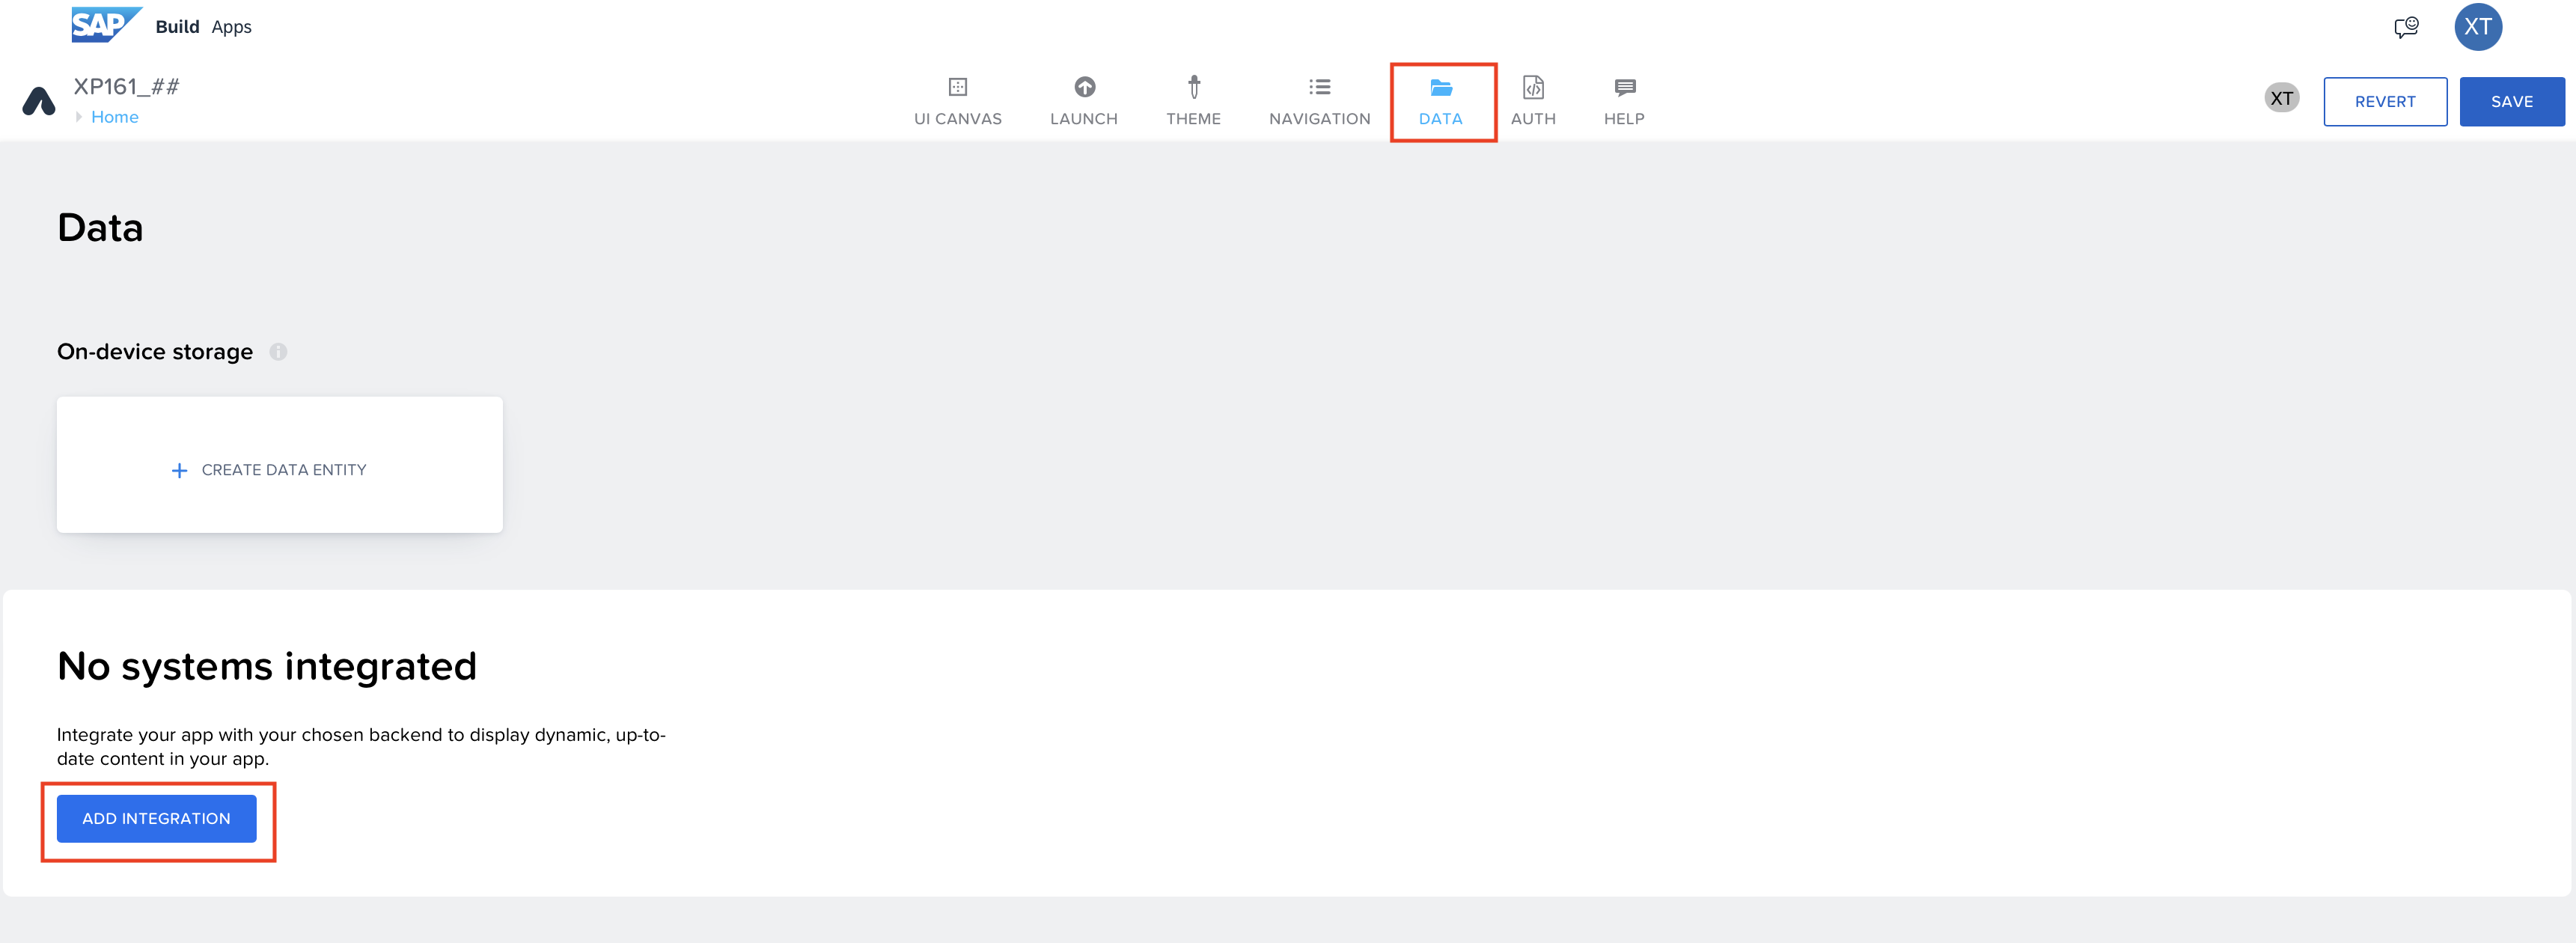 SAP Build Apps
XT
XP161_##
Home
UI CANVAS
LAUNCH
THEME
NAVIGATION
DATA
AUTH
HELP
XT
REVERT
SAVE
Data
On-device storage
+ CREATE DATA ENTITY
No systems integrated
Integrate your app with your chosen backend to display dynamic, up-to-
date content in your app.
ADD INTEGRATION